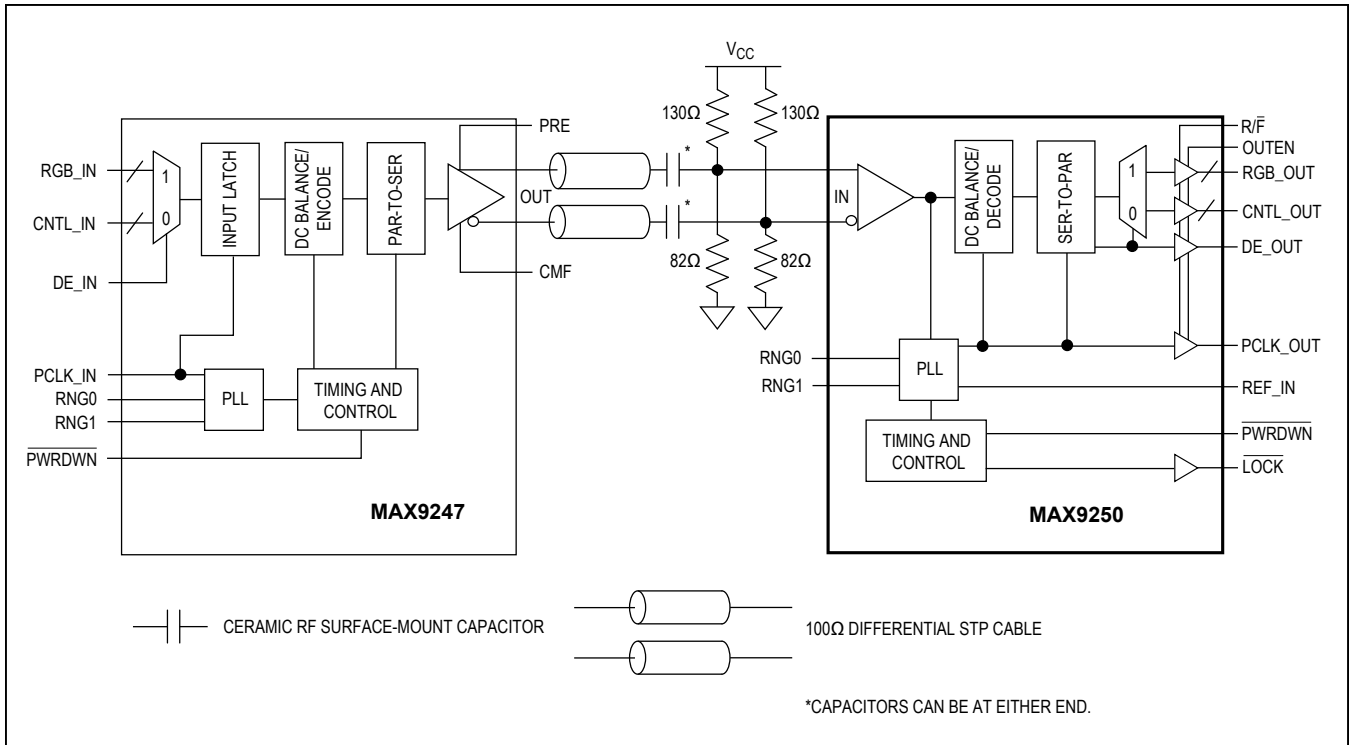 VCC
130Ω
130Ω
*
*
82Ω
82Ω
RGB_IN
CNTL_IN
DE_IN
PCLK_IN
RNG0
RNG1
PWRDWN
1
0
INPUT LATCH
DC BALANCE/
ENCODE
PAR-TO-SER
PLL
TIMING AND
CONTROL
PRE
OUT
CMF
MAX9247
IN
DC BALANCE/
DECODE
SER-TO-PAR
1
0
RNG0
RNG1
PLL
TIMING AND
CONTROL
R/F̅
OUTEN
RGB_OUT
CNTL_OUT
DE_OUT
PCLK_OUT
REF_IN
PWRDWN
LOCK
MAX9250
CERAMIC RF SURFACE-MOUNT CAPACITOR
100Ω DIFFERENTIAL STP CABLE
*CAPACITORS CAN BE AT EITHER END.